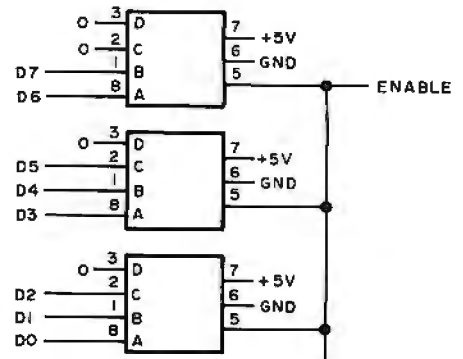 0 3 D 7 +5V
0 2 C 6 GND
D7 1 B 5 ENABLE
D6 8 A
0 3 D 7 +5V
D5 2 C 6 GND
D4 1 B 5
D3 8 A
0 3 D 7 +5V
D2 2 C 6 GND
D1 1 B 5
D0 8 A